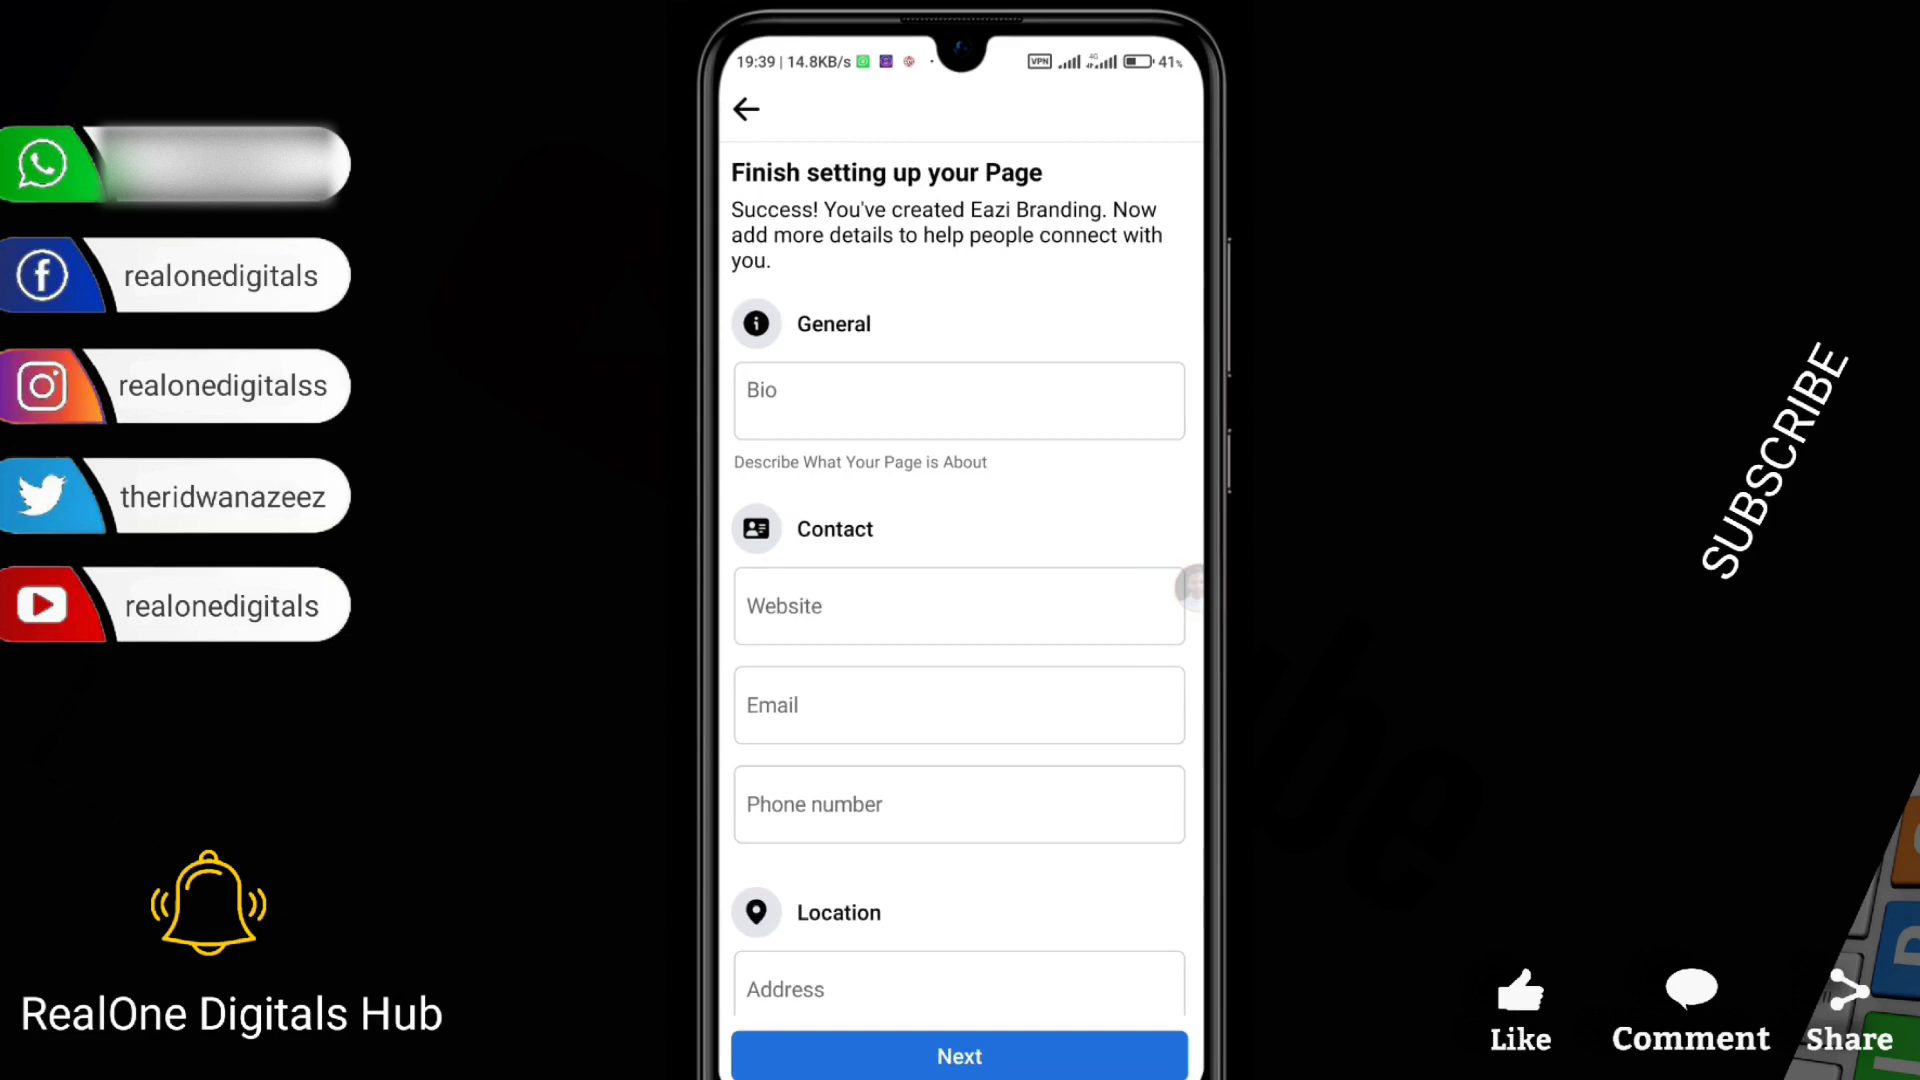 19:39 | 14.8KB/s
VPN
4G
41%
Finish setting up your Page
Success! You've created Eazi Branding. Now
add more details to help people connect with
you.
General
Bio
Describe What Your Page is About
Contact
Website
Email
Phone number
Location
Address
Next
realonedigitals
realonedigitalss
theridwanazeez
realonedigitals
RealOne Digitals Hub
SUBSCRIBE
Like
Comment
Share